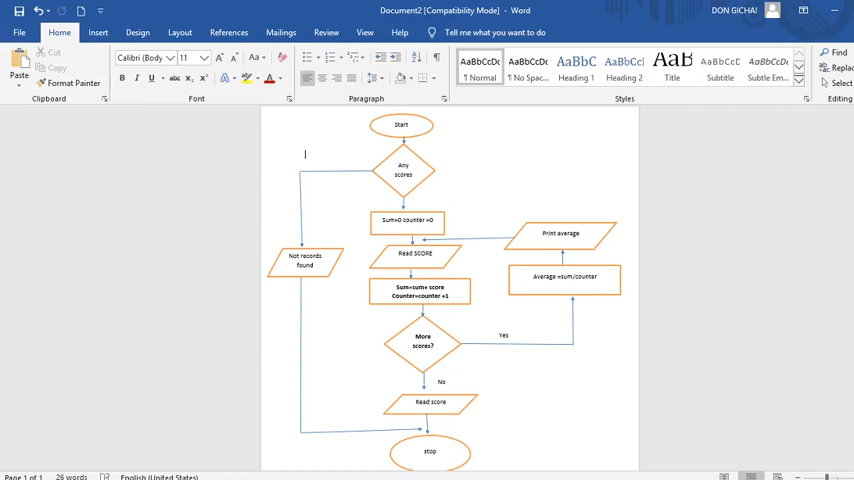 Document2 [Compatibility Mode] - Word
DON GICHAI
File
Home
Insert
Design
Layout
References
Mailings
Review
View
Help
Tell me what you want to do
Paste
Cut
Copy
Format Painter
Clipboard
Calibri (Body
11
Font
Paragraph
AaBbCcDc
¶ Normal
AaBbCcDc
¶ No Spac...
AaBbC
Heading 1
AaBbCcl
Heading 2
AaB
Title
AaBbCcD
Subtitle
AaBbCcDc
Subtle Em...
Styles
Find
Replac
Select
Editing
Start
Any
scores
Sum=0 counter =0
Print average
Read SCORE
Not records
found
Average =sum/counter
Sum=sum+ score
Counter=counter +1
More
scores?
Yes
No
Read score
stop
Page 1 of 1
26 words
English (United States)